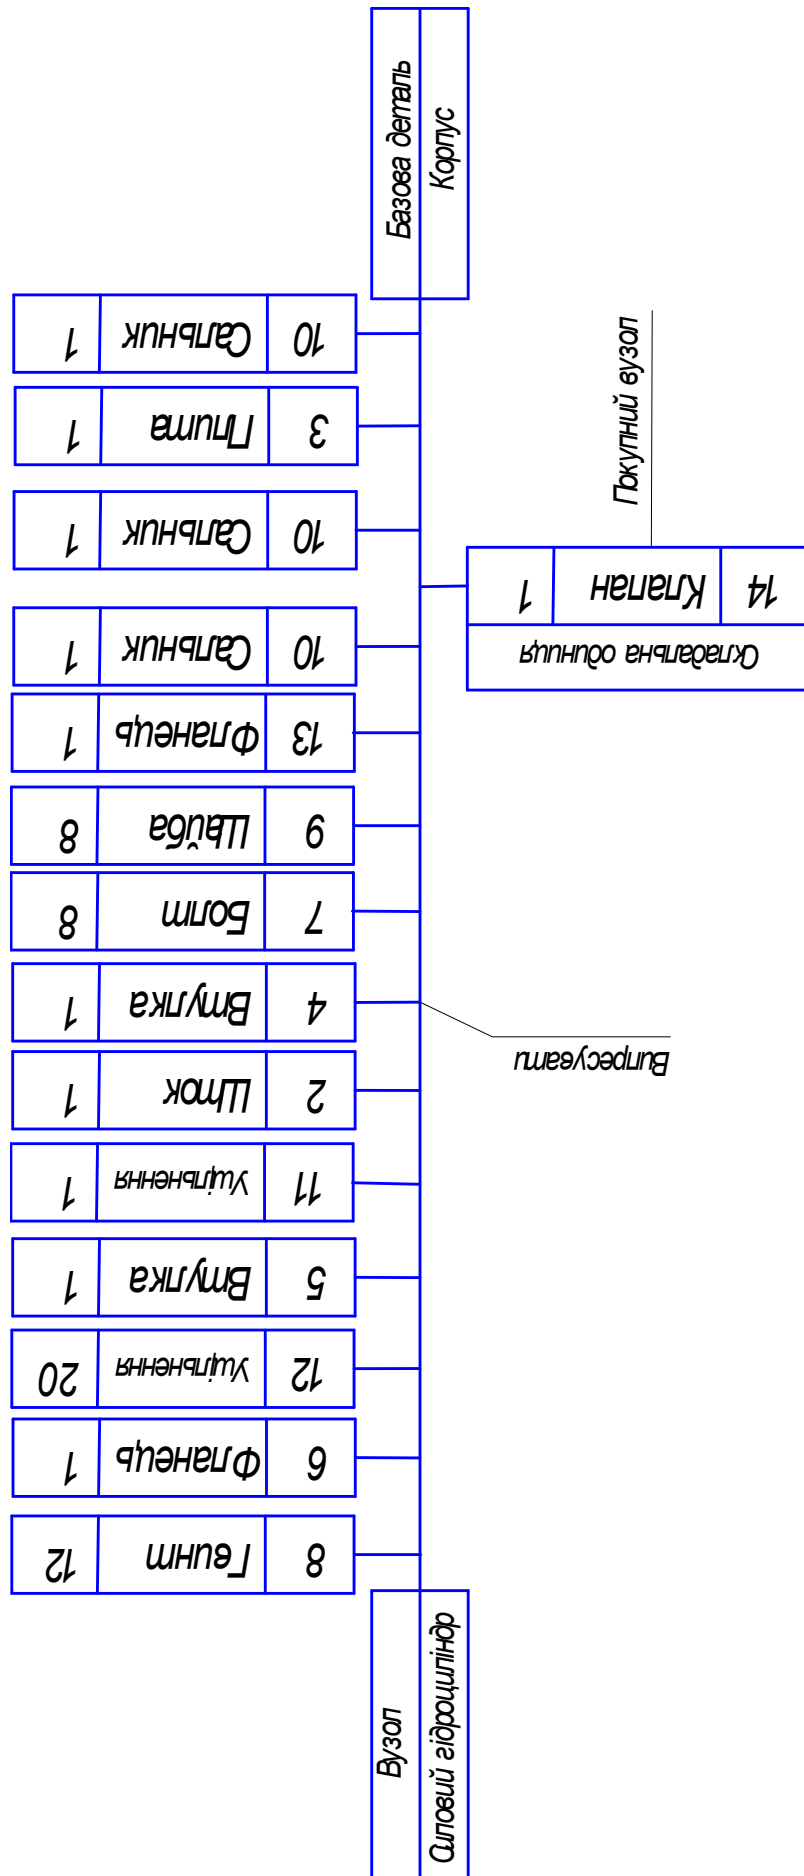 Базова деталь
Корпус
10 Сальник 1
3 Плита 1
10 Сальник 1
Покупний вузол
14 Клапан 1
Складальна одиниця
10 Сальник 1
13 Фланець 1
9 Шайба 8
7 Болт 8
4 Втулка 1
Випресувати
2 Шток 1
11 Ущільнення 1
5 Втулка 1
12 Ущільнення 20
6 Фланець 1
8 Гвинт 12
Вузол
Силовий гідроциліндр